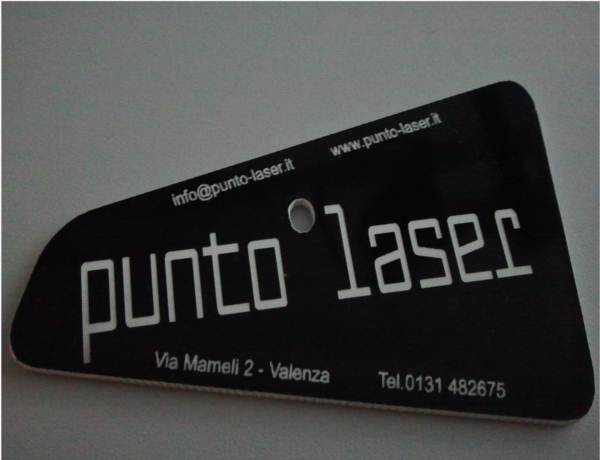 info@punto-laser.it www.punto-laser.it
punto laser
Via Mameli 2 - Valenza Tel.0131 482675